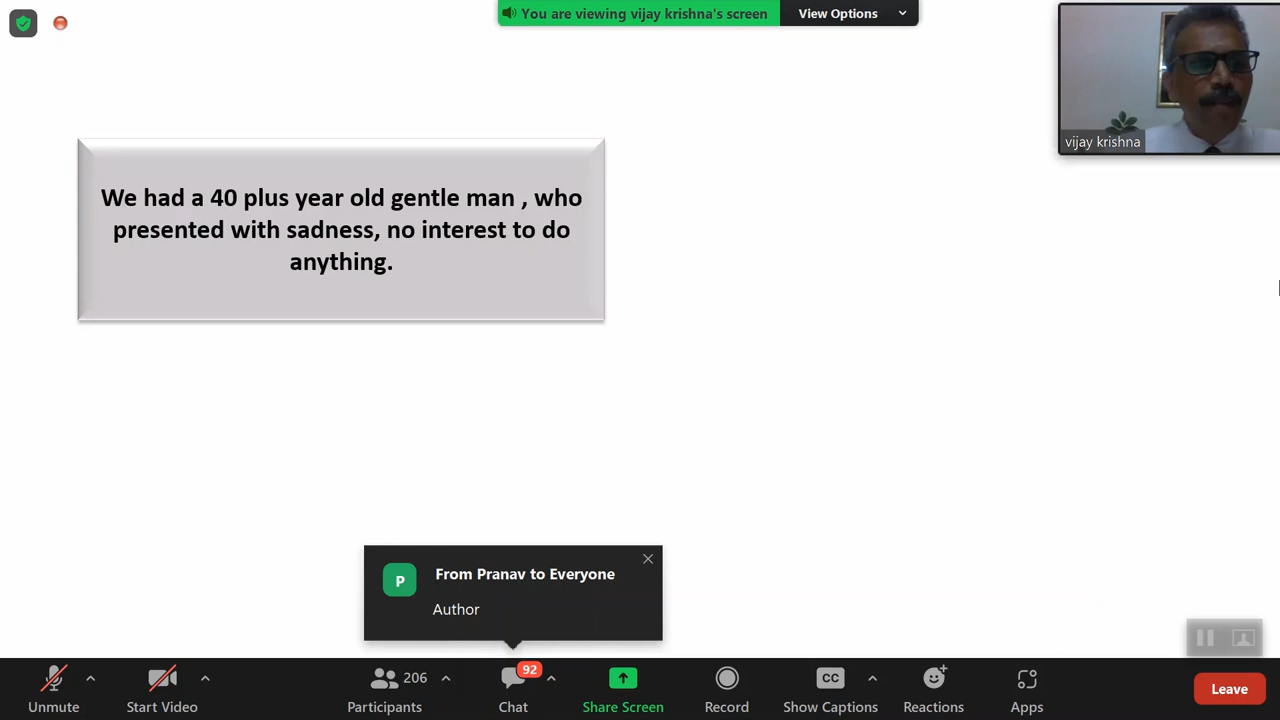 You are viewing vijay krishna's screen
View Options
vijay krishna
We had a 40 plus year old gentle man , who
presented with sadness, no interest to do
anything.
From Pranav to Everyone
P
Author
206
92
CC
Unmute
Start Video
Participants
Chat
Share Screen
Record
Show Captions
Reactions
Apps
Leave